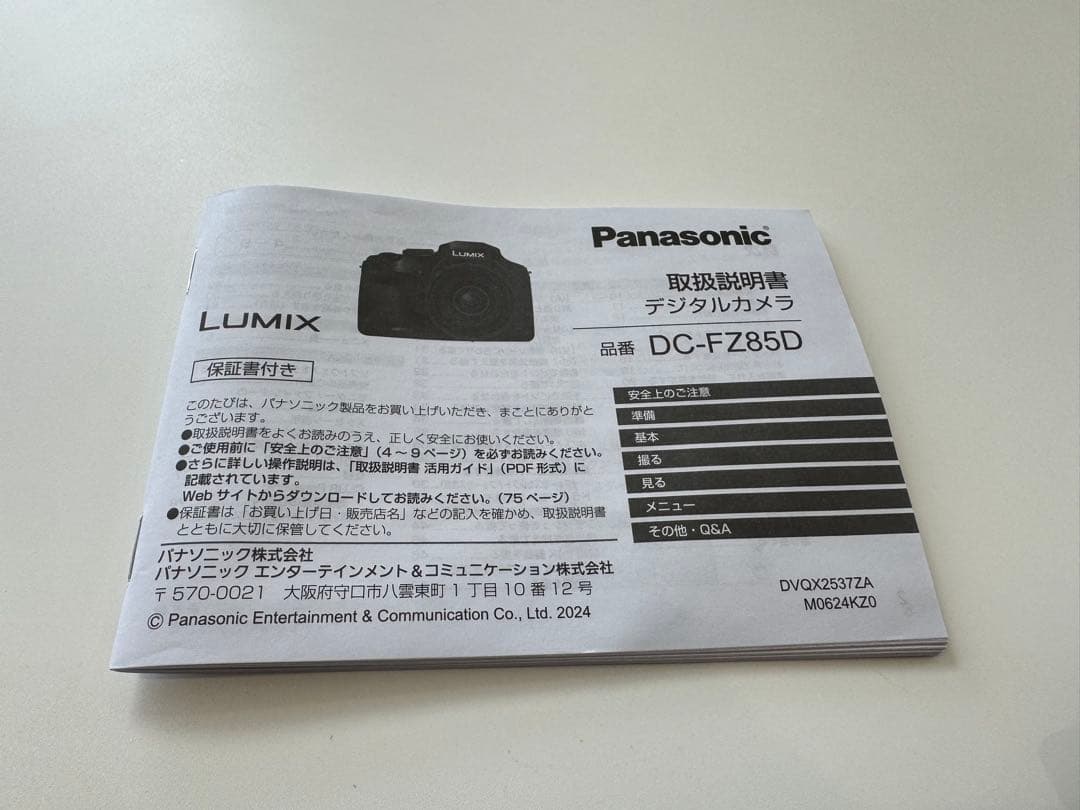 Panasonic
取扱説明書
デジタルカメラ
品番 DC-FZ85D
LUMIX
LUMIX
保証書付き
このたびは、パナソニック製品をお買い上げいただき、まことにありがと
うございます。
●取扱説明書をよくお読みのうえ、正しく安全にお使いください。
●ご使用前に「安全上のご注意」(4～9ページ)を必ずお読みください。
●さらに詳しい操作説明は、「取扱説明書 活用ガイド」(PDF形式)に
記載されています。
Webサイトからダウンロードしてお読みください。(75ページ)
●保証書は「お買い上げ日・販売店名」などの記入を確かめ、取扱説明書
とともに大切に保管してください。
安全上のご注意
準備
基本
撮る
見る
メニュー
その他・Q&A
パナソニック株式会社
パナソニック エンターテインメント&コミュニケーション株式会社
〒570-0021 大阪府守口市八雲東町1丁目10番12号
© Panasonic Entertainment & Communication Co., Ltd. 2024
DVQX2537ZA
M0624KZ0